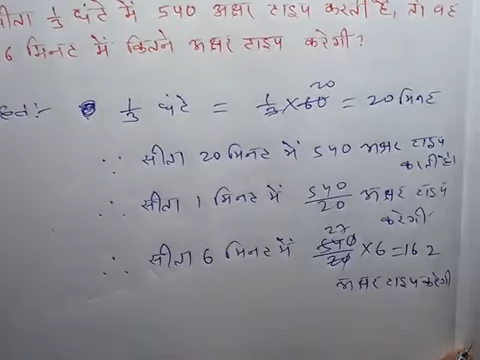 सीता 1/3 घंटे में 540 अक्षर टाइप करती है, तो वह
6 मिनट में कितने अक्षर टाइप करेगी?
हलः- 1/3 घंटे = 1/3 × 60 = 20 मिनट
20
∵ सीता 20 मिनट में 540 अक्षर टाइप
करती है।
∴ सीता 1 मिनट में 540/20 अक्षर टाइप
करेगी
27
∴ सीता 6 मिनट में 540/20 × 6 = 162
अक्षर टाइप करेगी